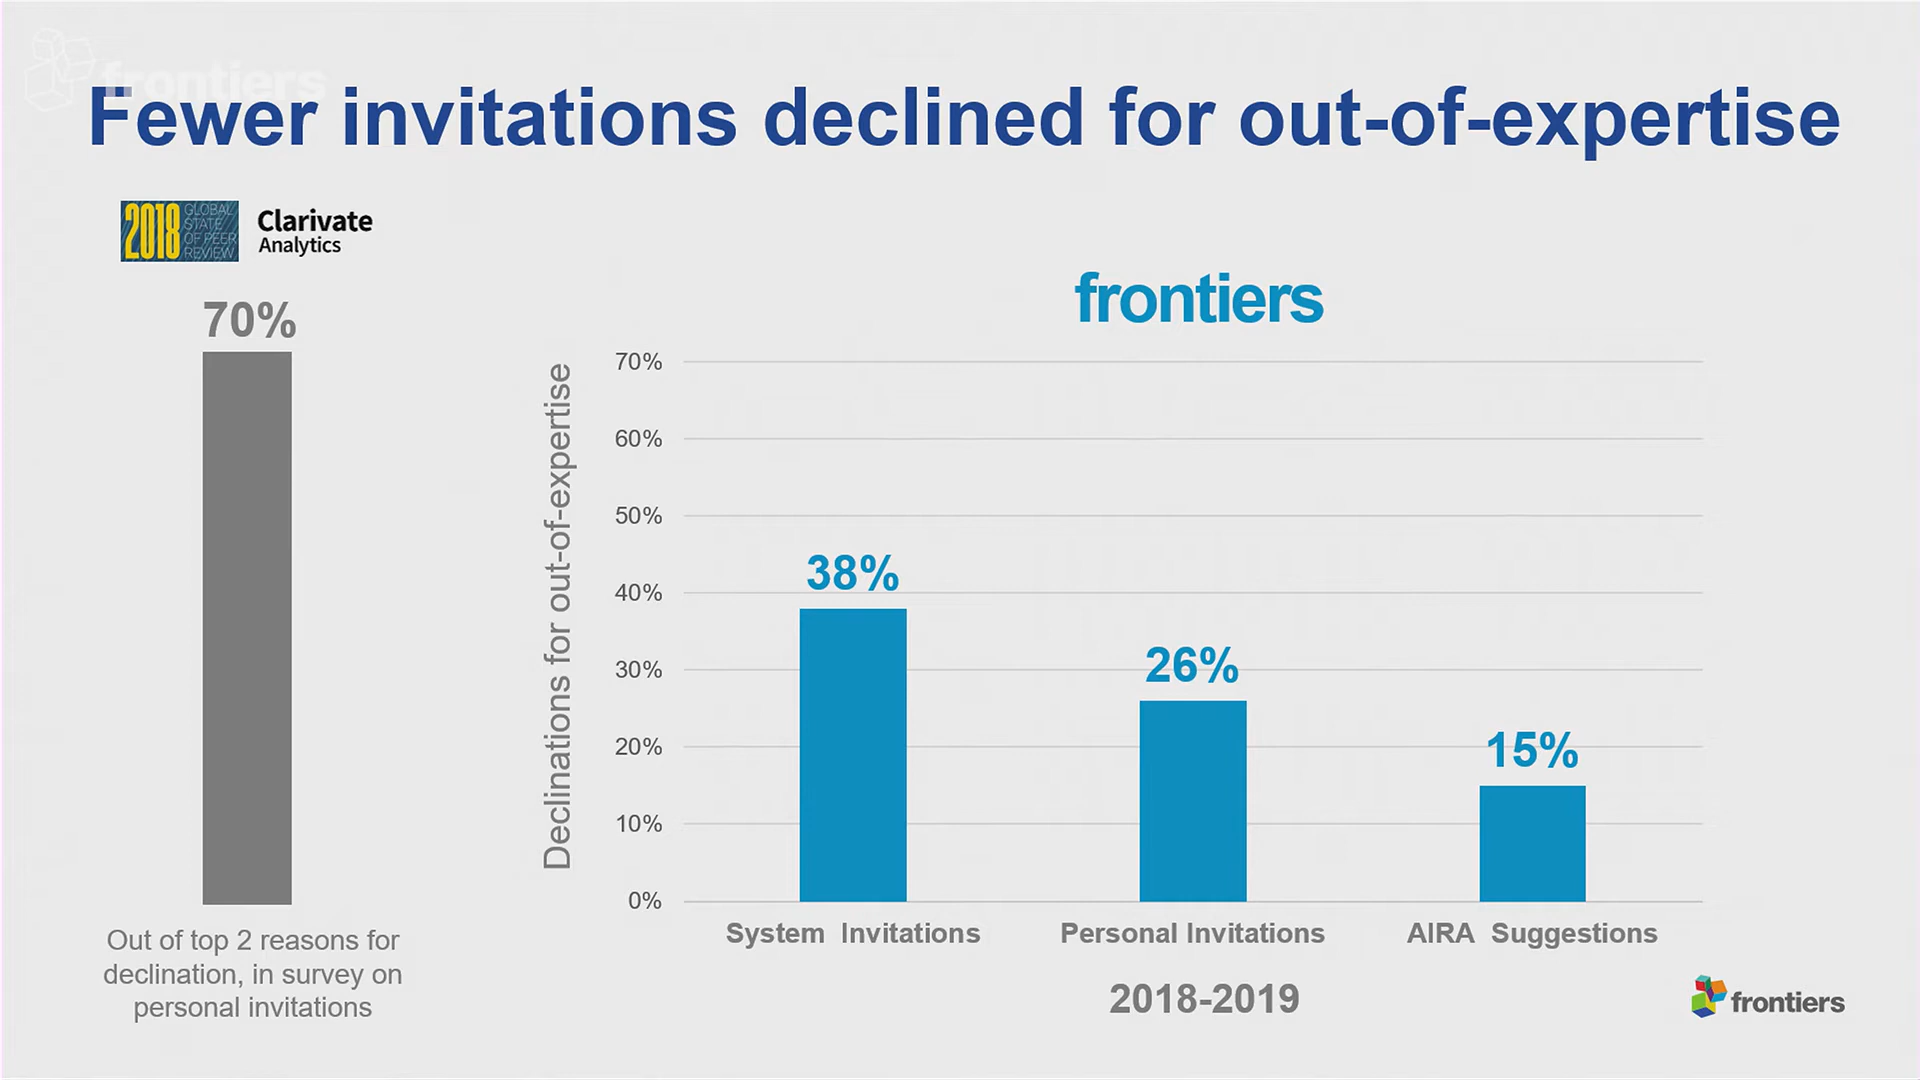 frontiers
Fewer invitations declined for out-of-expertise
2018
GLOBAL
STATE
OF PEER
REVIEW
Clarivate
Analytics
70%
Out of top 2 reasons for
declination, in survey on
personal invitations
frontiers
Declinations for out-of-expertise
70%
60%
50%
40%
30%
20%
10%
0%
38%
26%
15%
System Invitations
Personal Invitations
AIRA Suggestions
2018-2019
frontiers